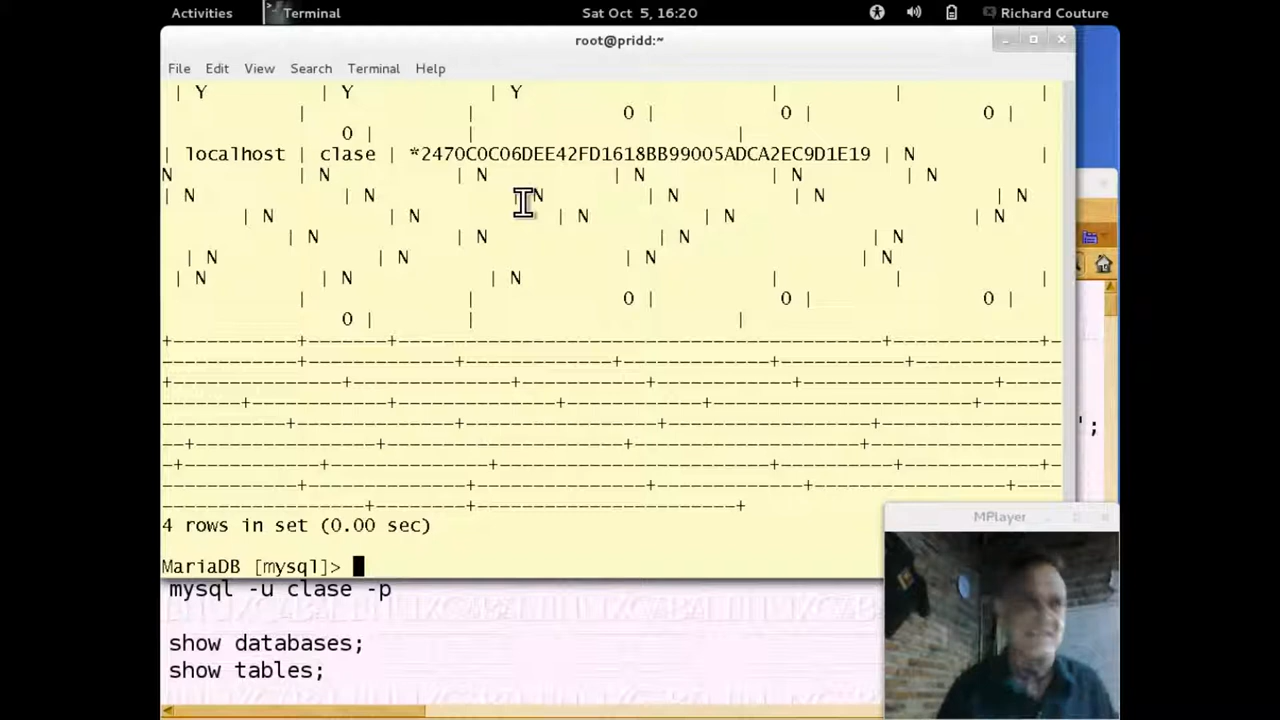 Activities Terminal Sat Oct 5, 16:20 Richard Couture
root@pridd:~
File Edit View Search Terminal Help
| Y | Y | Y | | |
| 0 | 0 | 0 |
0 | | |
| localhost | clase | *2470C0C06DEE42FD1618BB99005ADCA2EC9D1E19 | N |
N | N | N | N | N | N
| N | N | N | N | N | N
| N | N | N | N | N
| N | N | N | N
| N | N | N | N
| N | N | N | | |
| | 0 | 0 | 0 |
0 | | |
+---------------+-------+-------------------------------------------+-------------+-
--------------+-------------+-------------+-------------+-----------+-------------
+---------------+--------------+-----------+------------+-----------------+-----
-------+------------+--------------+------------+-----------------------+-------
-----------+--------------+-----------------+------------------+----------------
--+----------------+---------------------+--------------------+-----------------
-+------------+--------------+------------------------+----------+------------+-
------------+--------------+---------------+-------------+-----------------+----
------------------+--------+-----------------------+
4 rows in set (0.00 sec)
MariaDB [mysql]>
';
MPlayer
mysql -u clase -p
show databases;
show tables;